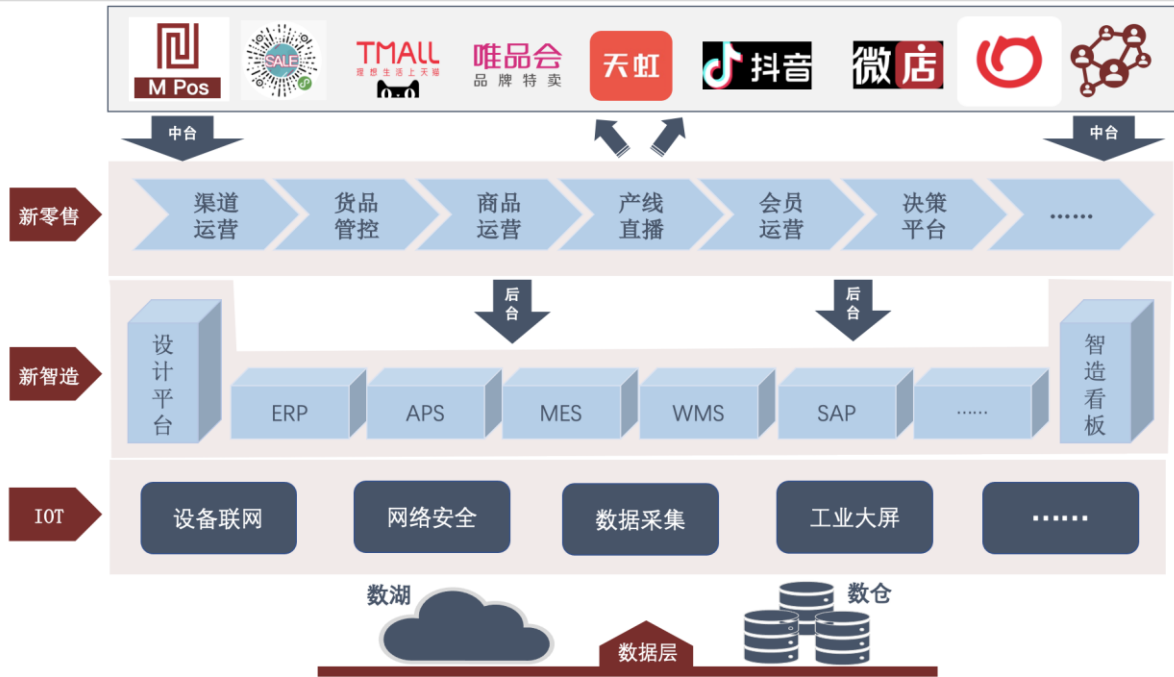 M Pos
SALE
TMALL
理想生活上天猫
唯品会
品牌特卖
天虹
抖音
微店
中台
中台
新零售
渠道
运营
货品
管控
商品
运营
产线
直播
会员
运营
决策
平台
......
后台
后台
新智造
设计平台
ERP
APS
MES
WMS
SAP
......
智造看板
IOT
设备联网
网络安全
数据采集
工业大屏
......
数湖
数仓
数据层